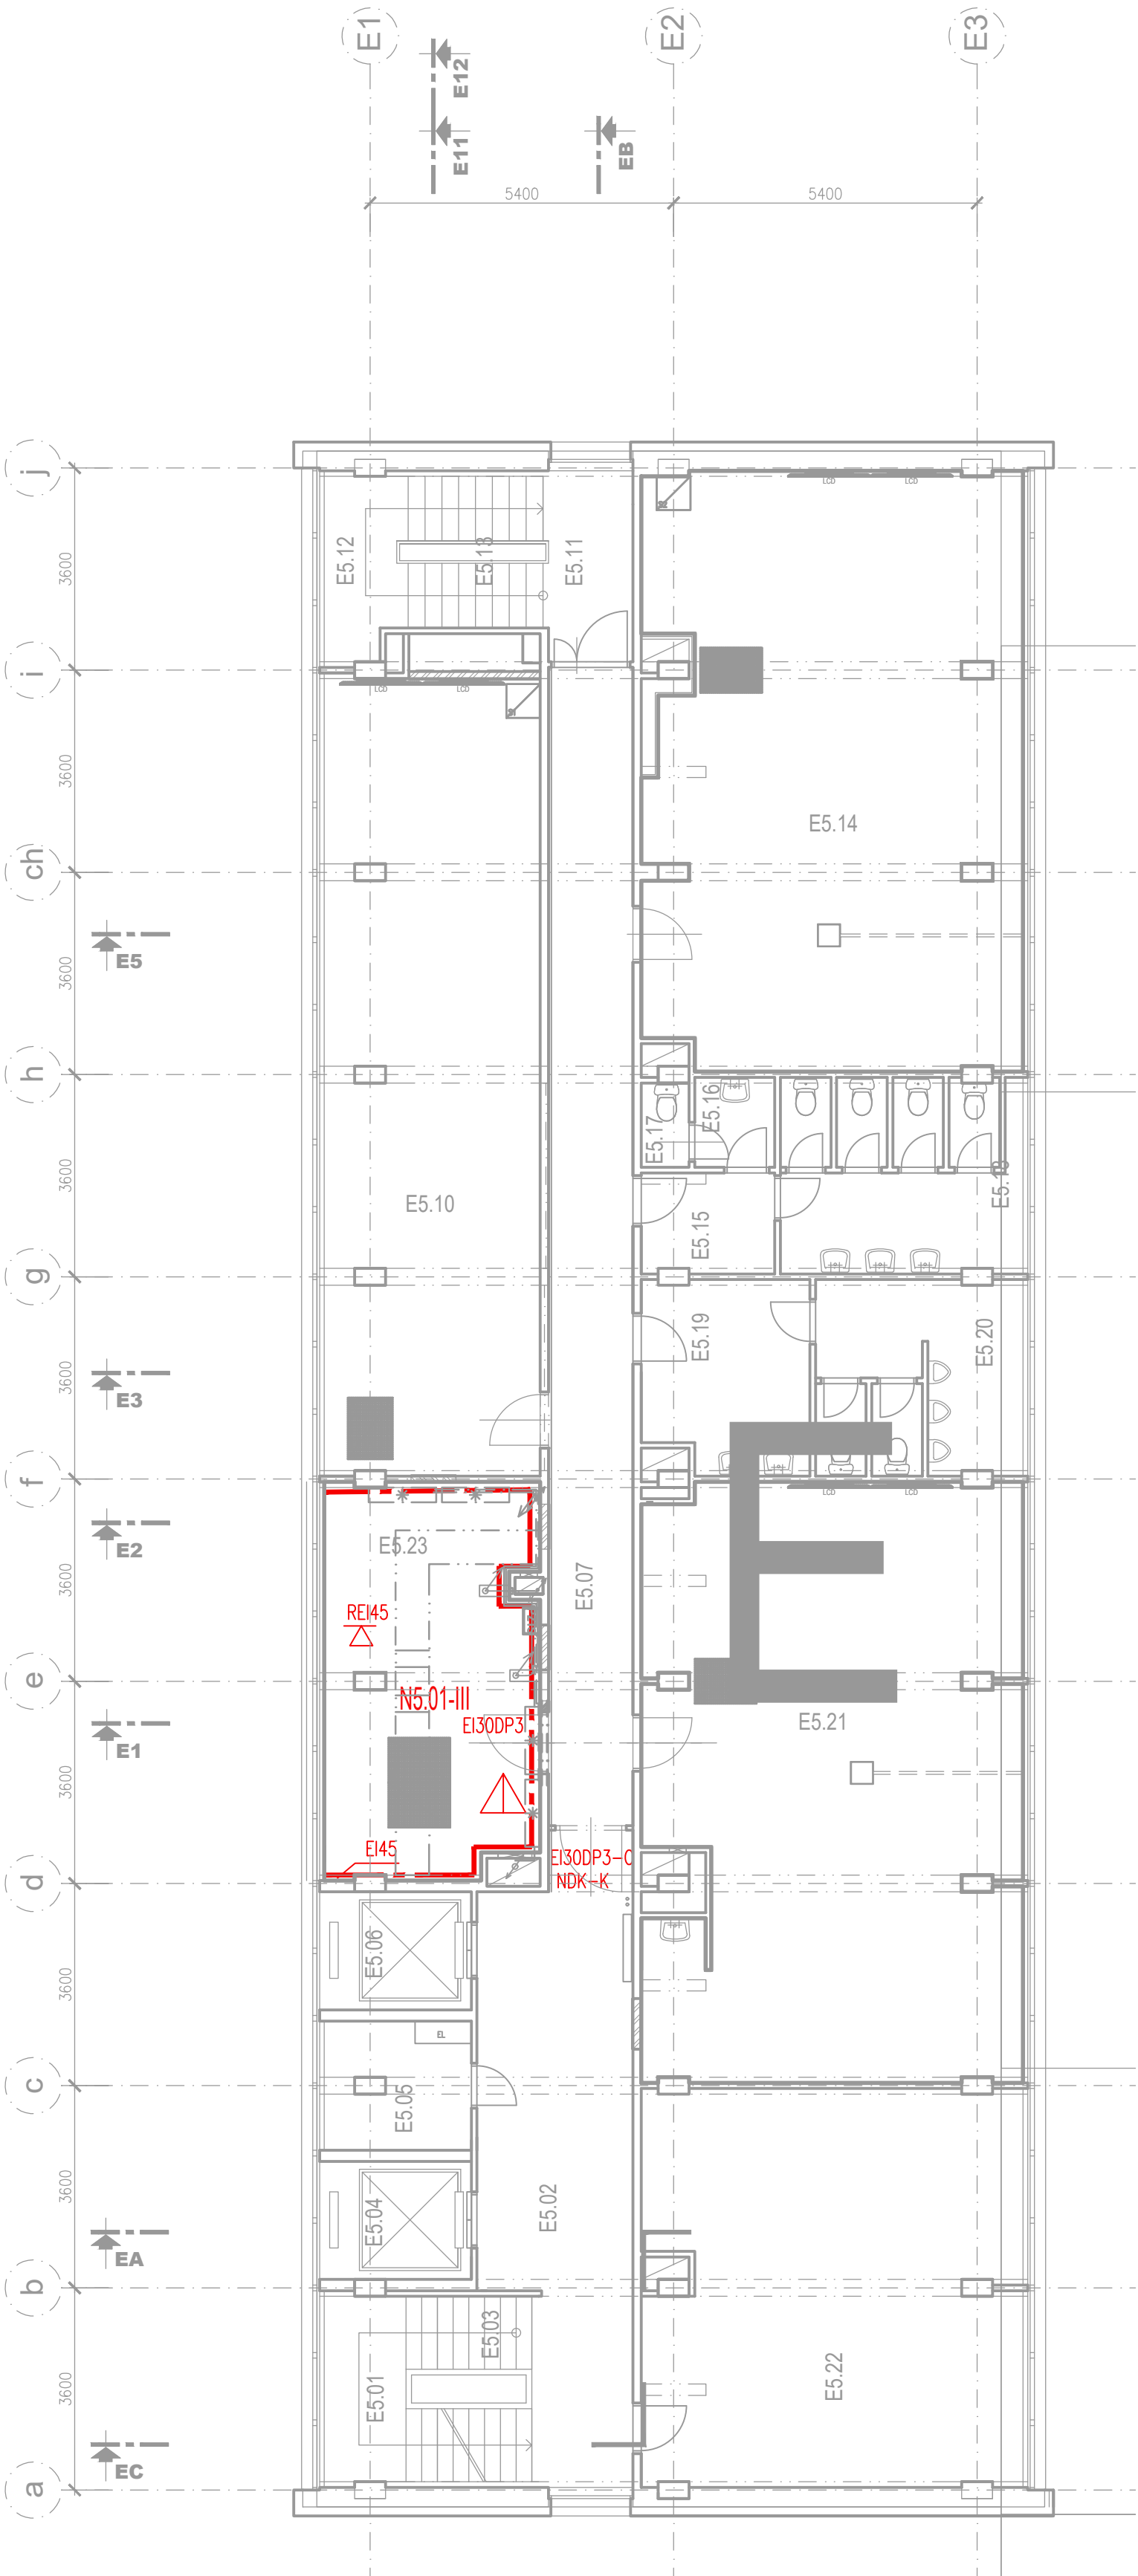 E1
E2
E3
E12
E11
EB
5400
5400
j
3600
E5.12
E5.13
E5.11
S2
LCD
LCD
i
LCD
LCD
S1
3600
E5.14
ch
E5
3600
h
E5.17
E5.16
3600
E5.18
E5.10
E5.15
g
E5.19
E5.20
3600
E3
f
LCD
LCD
E2
E5.23
3600
E5.07
REI45
e
N5.01-III
EI30DP3
E5.21
E1
3600
EI45
EI30DP3-C
NDK-K
d
E5.06
3600
EL
c
E5.05
3600
E5.04
E5.02
EA
b
E5.03
E5.01
E5.22
3600
EC
a